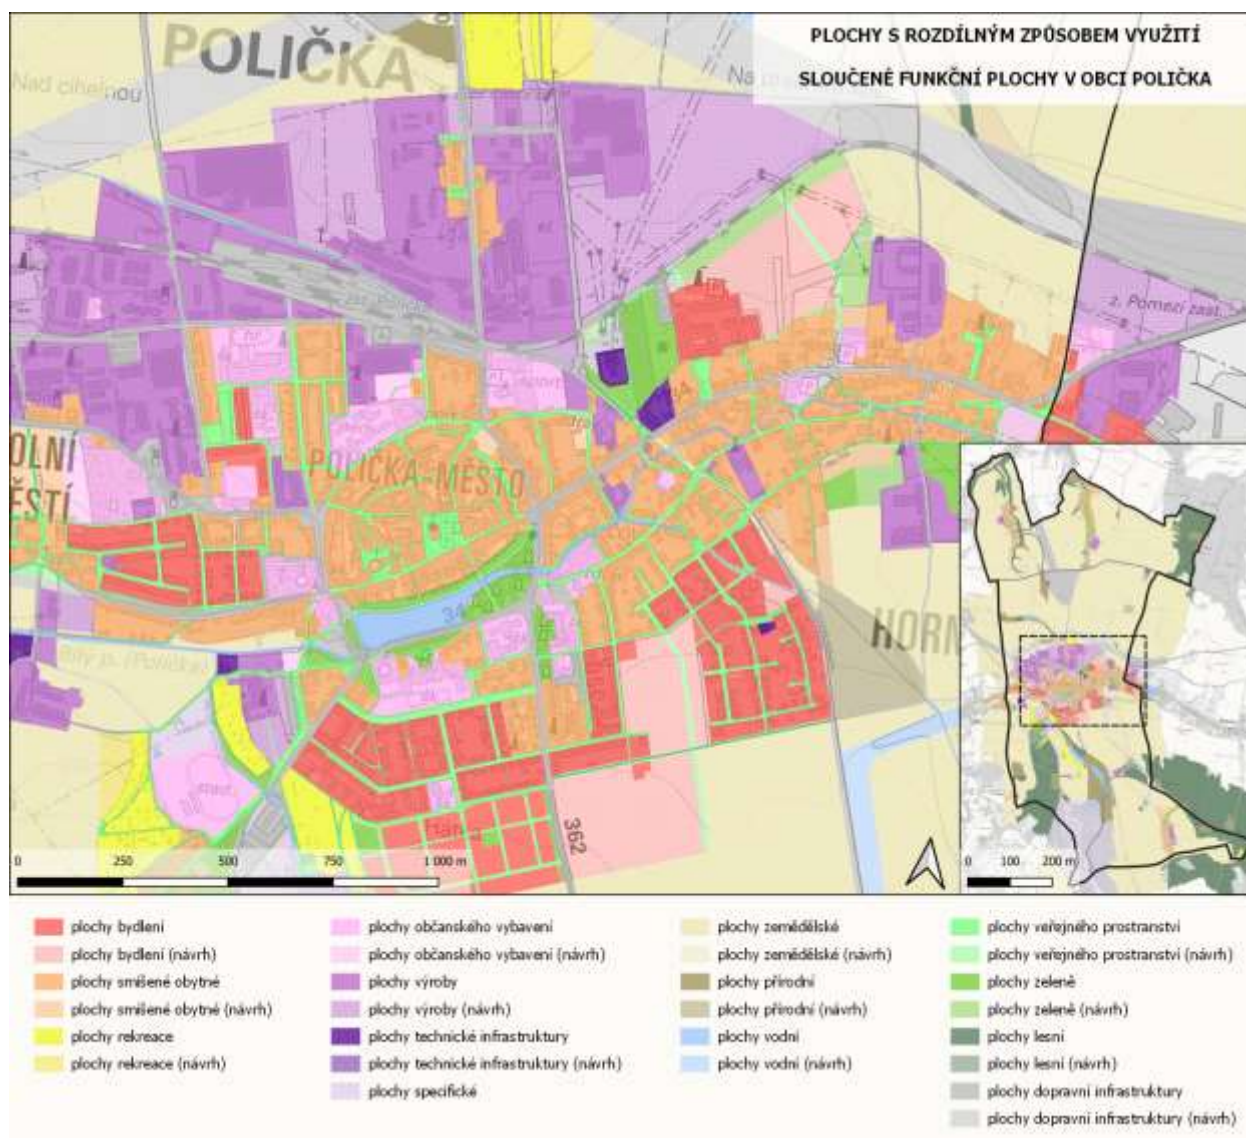 PLOCHY S ROZDÍLNÝM ZPŮSOBEM VYUŽITÍ
SLOUČENÉ FUNKČNÍ PLOCHY V OBCI POLIČKA
POLIČKA
Nad cihelnou
z. Pomezí zast.
OLNÍ
ĚSTÍ
POLIČKA-MĚSTO
HORN
362
0 250 500 750 1 000 m
0 100 200 m
plochy bydlení
plochy bydlení (návrh)
plochy smíšené obytné
plochy smíšené obytné (návrh)
plochy rekreace
plochy rekreace (návrh)
plochy občanského vybavení
plochy občanského vybavení (návrh)
plochy výroby
plochy výroby (návrh)
plochy technické infrastruktury
plochy technické infrastruktury (návrh)
plochy specifické
plochy zemědělské
plochy zemědělské (návrh)
plochy přírodní
plochy přírodní (návrh)
plochy vodní
plochy vodní (návrh)
plochy veřejného prostranství
plochy veřejného prostranství (návrh)
plochy zeleně
plochy zeleně (návrh)
plochy lesní
plochy lesní (návrh)
plochy dopravní infrastruktury
plochy dopravní infrastruktury (návrh)